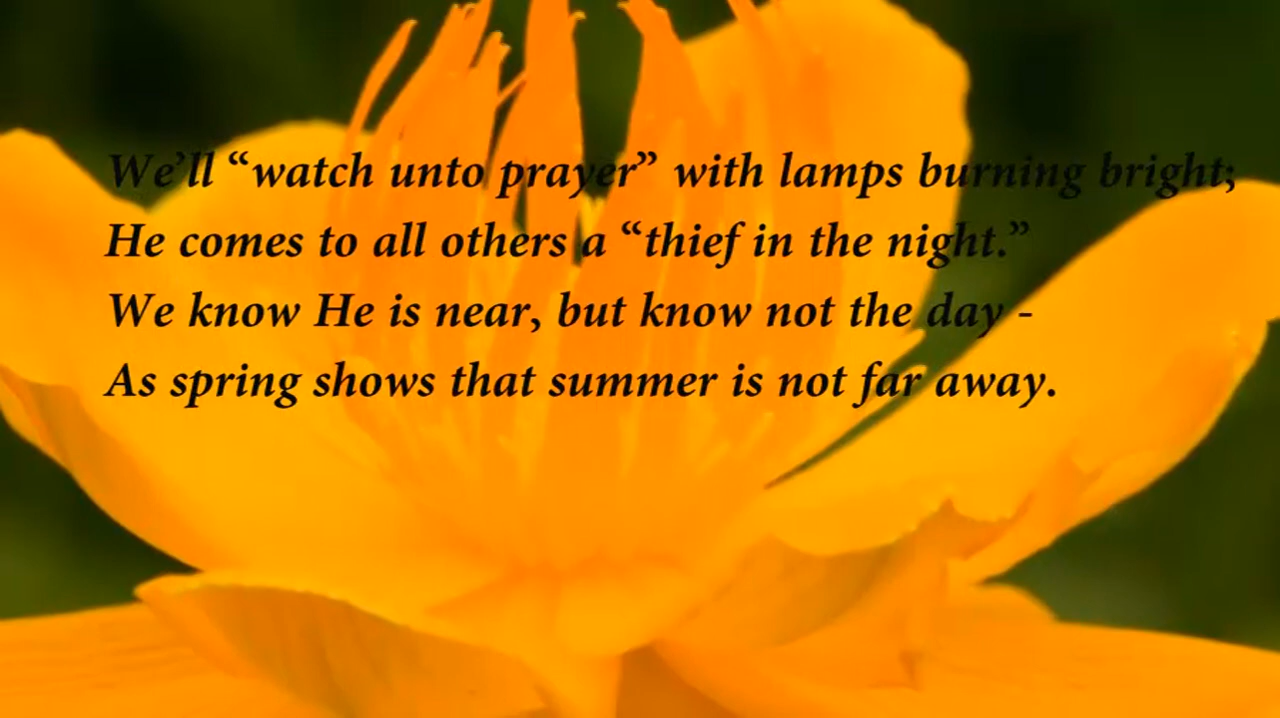 We’ll “watch unto prayer” with lamps burning bright;
He comes to all others a “thief in the night.”
We know He is near, but know not the day -
As spring shows that summer is not far away.